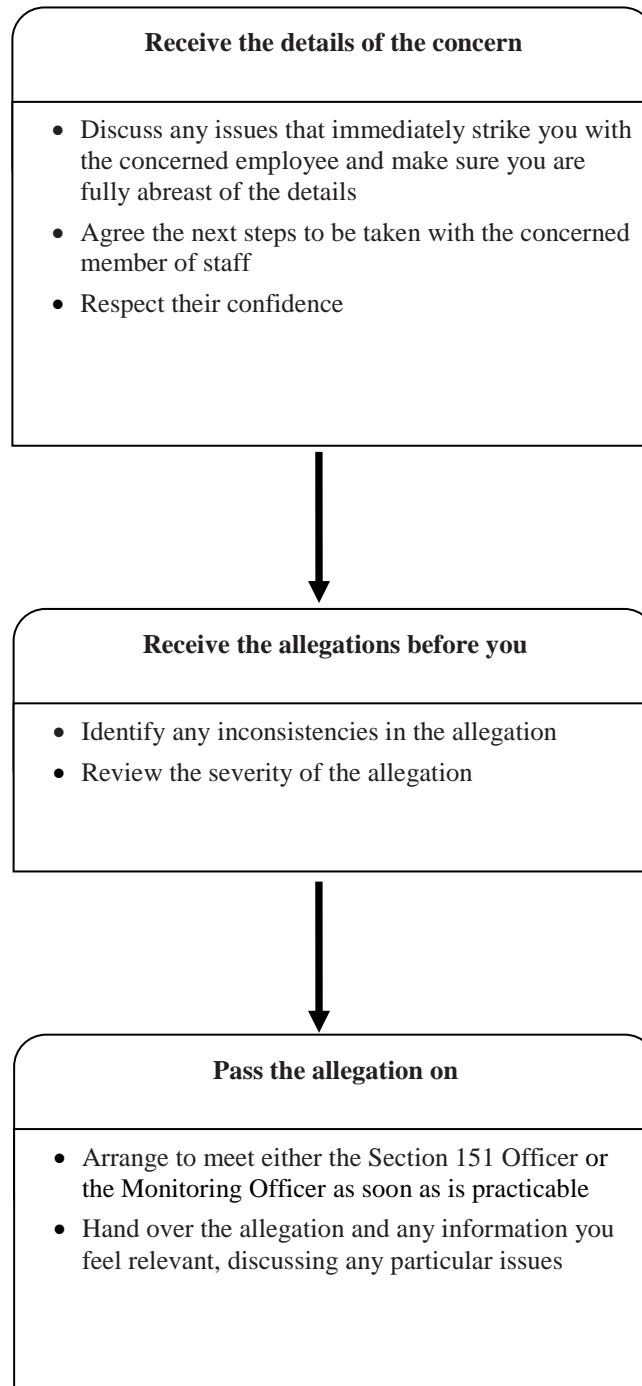 Receive the details of the concern
• Discuss any issues that immediately strike you with
the concerned employee and make sure you are
fully abreast of the details
• Agree the next steps to be taken with the concerned
member of staff
• Respect their confidence
Receive the allegations before you
• Identify any inconsistencies in the allegation
• Review the severity of the allegation
Pass the allegation on
• Arrange to meet either the Section 151 Officer or
the Monitoring Officer as soon as is practicable
• Hand over the allegation and any information you
feel relevant, discussing any particular issues